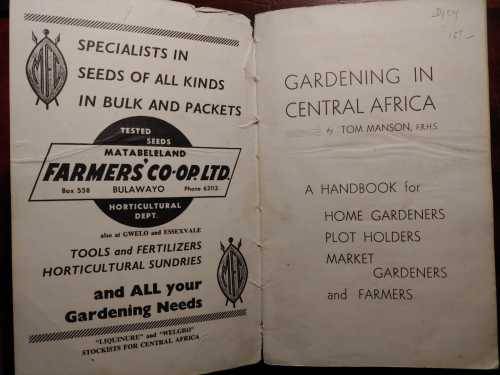 MFC
SPECIALISTS IN
SEEDS OF ALL KINDS
IN BULK AND PACKETS
TESTED
SEEDS
MATABELELAND
FARMERS' CO-OP. LTD.
Box 558 BULAWAYO Phone 6312
HORTICULTURAL
DEPT.
also at GWELO and ESSEXVALE
TOOLS and FERTILIZERS
HORTICULTURAL SUNDRIES
MFC
and ALL your
Gardening Needs
"LIQUINURE" and "WELGRO"
STOCKISTS FOR CENTRAL AFRICA
GARDENING IN
CENTRAL AFRICA
by TOM MANSON, F.R.H.S.
A HANDBOOK for
HOME GARDENERS
PLOT HOLDERS
MARKET
GARDENERS
and FARMERS